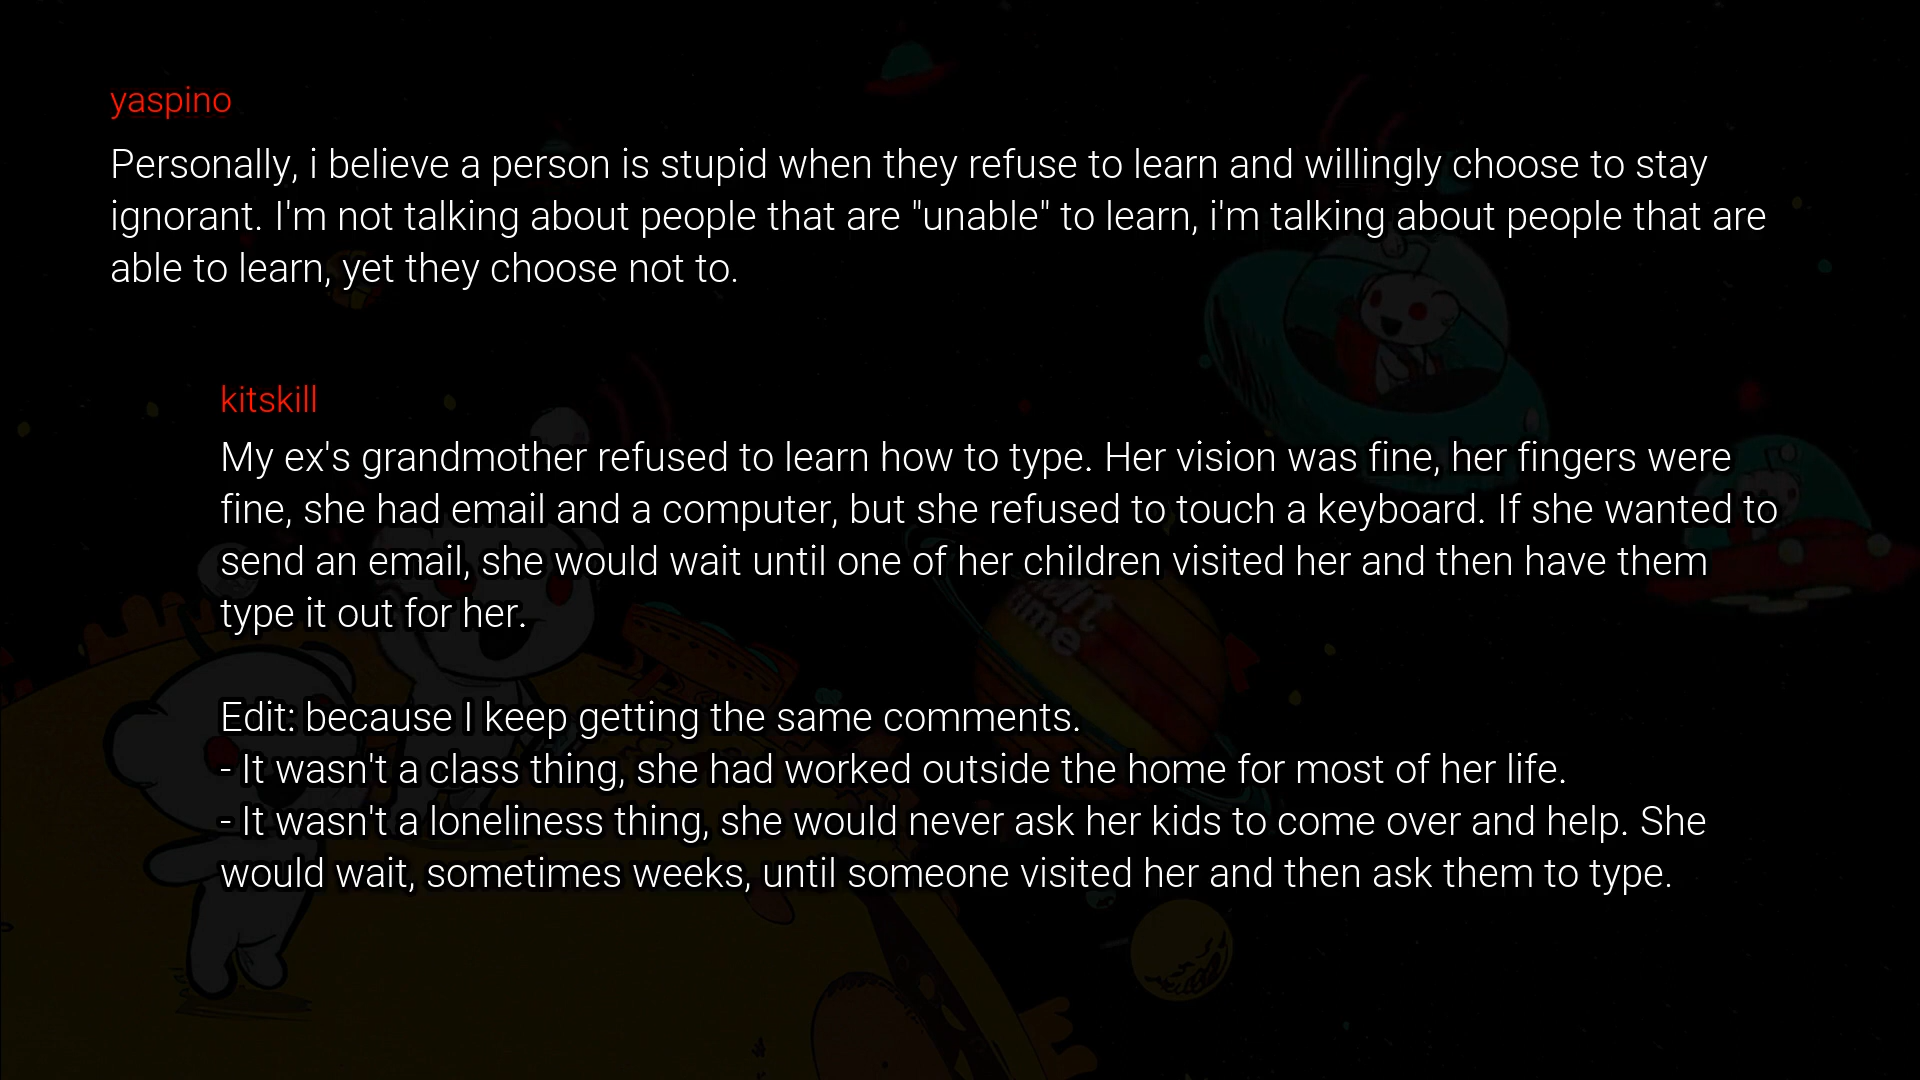 yaspino
Personally, i believe a person is stupid when they refuse to learn and willingly choose to stay
ignorant. I'm not talking about people that are "unable" to learn, i'm talking about people that are
able to learn, yet they choose not to.
kitskill
My ex's grandmother refused to learn how to type. Her vision was fine, her fingers were
fine, she had email and a computer, but she refused to touch a keyboard. If she wanted to
send an email, she would wait until one of her children visited her and then have them
type it out for her.
Edit: because I keep getting the same comments.
- It wasn't a class thing, she had worked outside the home for most of her life.
- It wasn't a loneliness thing, she would never ask her kids to come over and help. She
would wait, sometimes weeks, until someone visited her and then ask them to type.